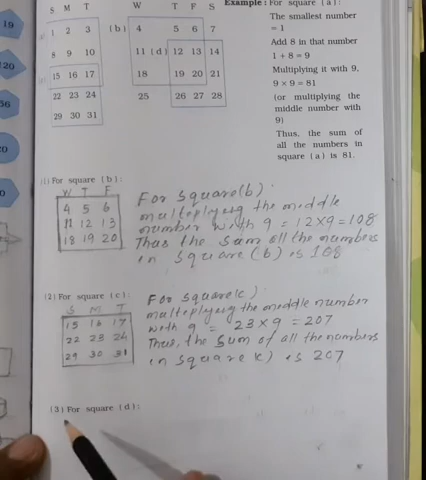 19
20
56
0
S M T
W T F S
1 2 3 (b) 4 5 6 7
8 9 10 11 (d) 12 13 14
15 16 17 18 19 20 21
22 23 24 25 26 27 28
29 30 31
Example : For square (a) :
The smallest number
= 1
Add 8 in that number
1 + 8 = 9
Multiplying it with 9,
9 × 9 = 81
(or multiplying the
middle number with
9)
Thus, the sum of
all the numbers in
square (a) is 81.
(1) For square (b) :
W T F
4 5 6
11 12 13
18 19 20
For square(b)
multeplying the middle
number with 9 = 12×9=108
Thus the Sum all the numbers
in square (b) is 108
(2) For square (c) :
S M T
15 16 17
22 23 24
29 30 31
For square(c)
multeplying the middle number
with 9 = 23×9 = 207
Thus, the Sum of all the numbers
in square (c) is 207
(3) For square (d) :